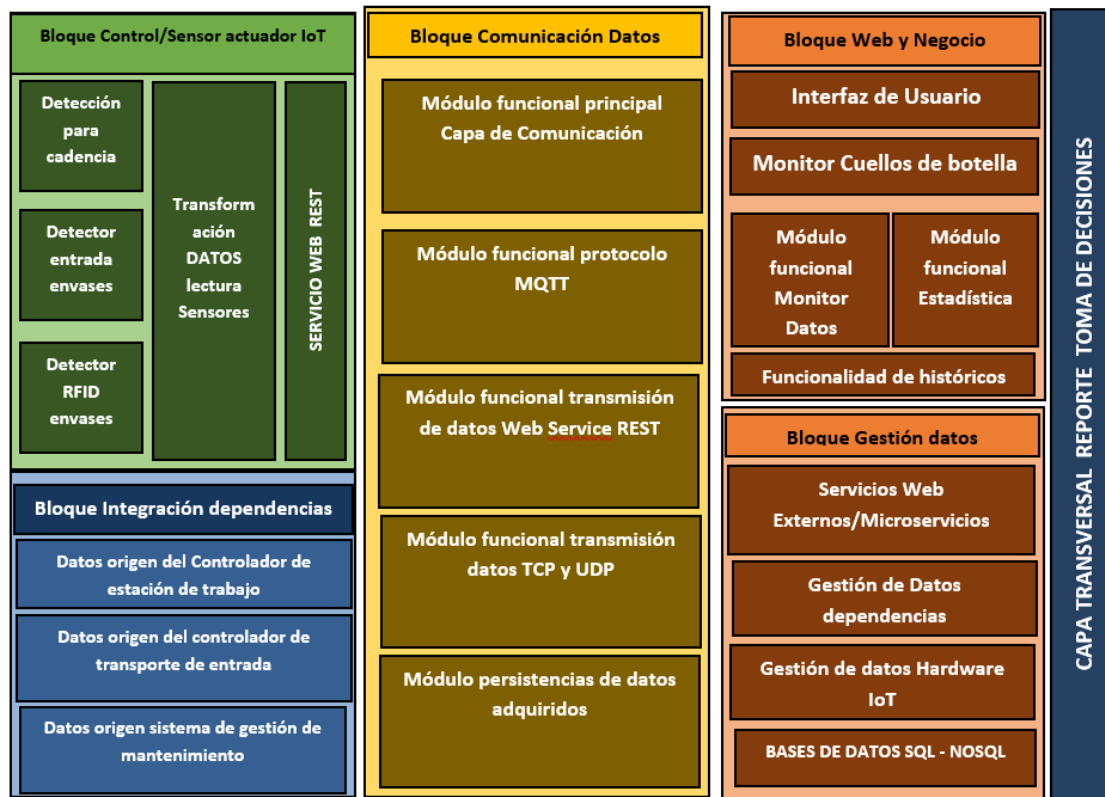 Bloque Control/Sensor actuador IoT
Detección
para
cadencia
Detector
entrada
envases
Detector
RFID
envases
Transform
ación
DATOS
lectura
Sensores
SERVICIO WEB REST
Bloque Integración dependencias
Datos origen del Controlador de
estación de trabajo
Datos origen del controlador de
transporte de entrada
Datos origen sistema de gestión de
mantenimiento
Bloque Comunicación Datos
Módulo funcional principal
Capa de Comunicación
Módulo funcional protocolo
MQTT
Módulo funcional transmisión
de datos Web Service REST
Módulo funcional transmisión
datos TCP y UDP
Módulo persistencias de datos
adquiridos
Bloque Web y Negocio
Interfaz de Usuario
Monitor Cuellos de botella
Módulo
funcional
Monitor
Datos
Módulo
funcional
Estadística
Funcionalidad de históricos
Bloque Gestión datos
Servicios Web
Externos/Microservicios
Gestión de Datos
dependencias
Gestión de datos Hardware
IoT
BASES DE DATOS SQL - NOSQL
CAPA TRANSVERSAL REPORTE TOMA DE DECISIONES